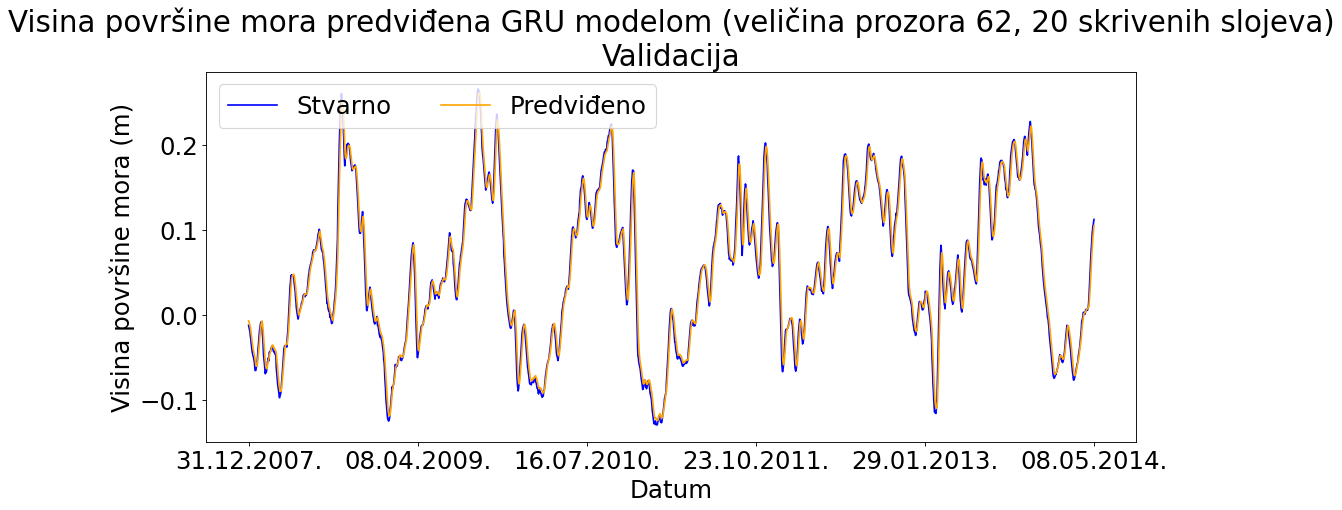 Visina površine mora predviđena GRU modelom (veličina prozora 62, 20 skrivenih slojeva)
Validacija
Stvarno
Predviđeno
Visina površine mora (m)
0.2
0.1
0.0
−0.1
31.12.2007.
08.04.2009.
16.07.2010.
23.10.2011.
29.01.2013.
08.05.2014.
Datum